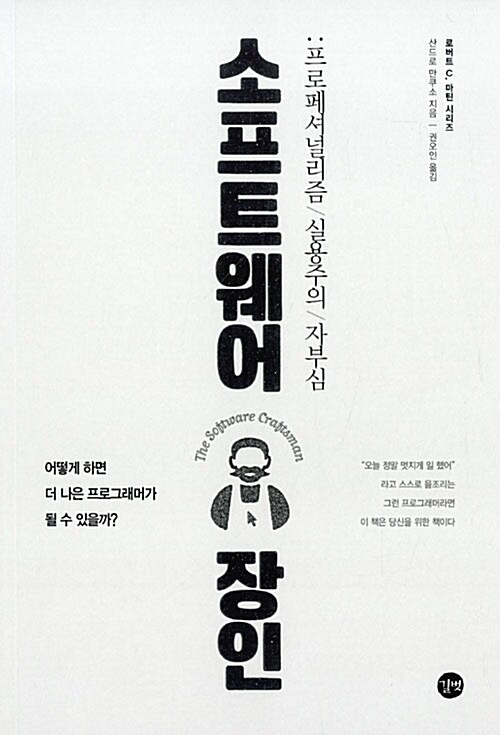 로버트 C. 마틴 시리즈
산드로 만쿠소 지음 | 권오인 옮김
:프로페셔널리즘/실용주의/자부심
소프트웨어 장인
The Software Craftsman
어떻게 하면
더 나은 프로그래머가
될 수 있을까?
“오늘 정말 멋지게 일 했어”
라고 스스로 읊조리는
그런 프로그래머라면
이 책은 당신을 위한 책이다
길벗